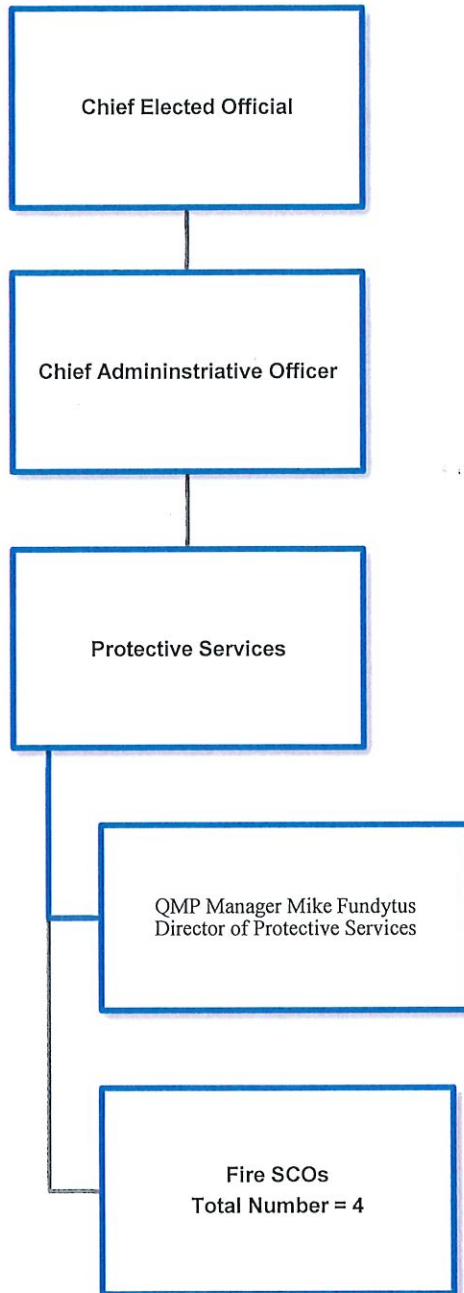 Chief Elected Official
Chief Admininstriative Officer
Protective Services
QMP Manager Mike Fundytus
Director of Protective Services
Fire SCOs
Total Number = 4